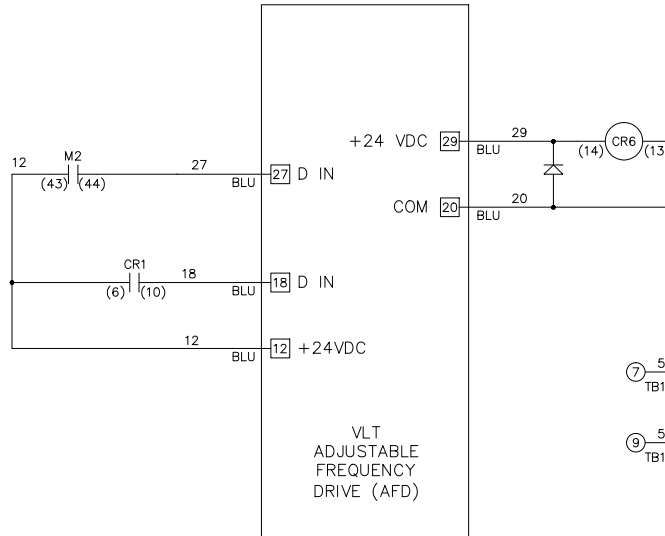 +24 VDC 29 29 BLU (14) CR6 (13
12 M2 (43) (44) 27 BLU 27 D IN
COM 20 20 BLU
CR1 (6) (10) 18 BLU 18 D IN
12 BLU 12 +24VDC
7 5 TB1
9 5 TB1
VLT
ADJUSTABLE
FREQUENCY
DRIVE (AFD)